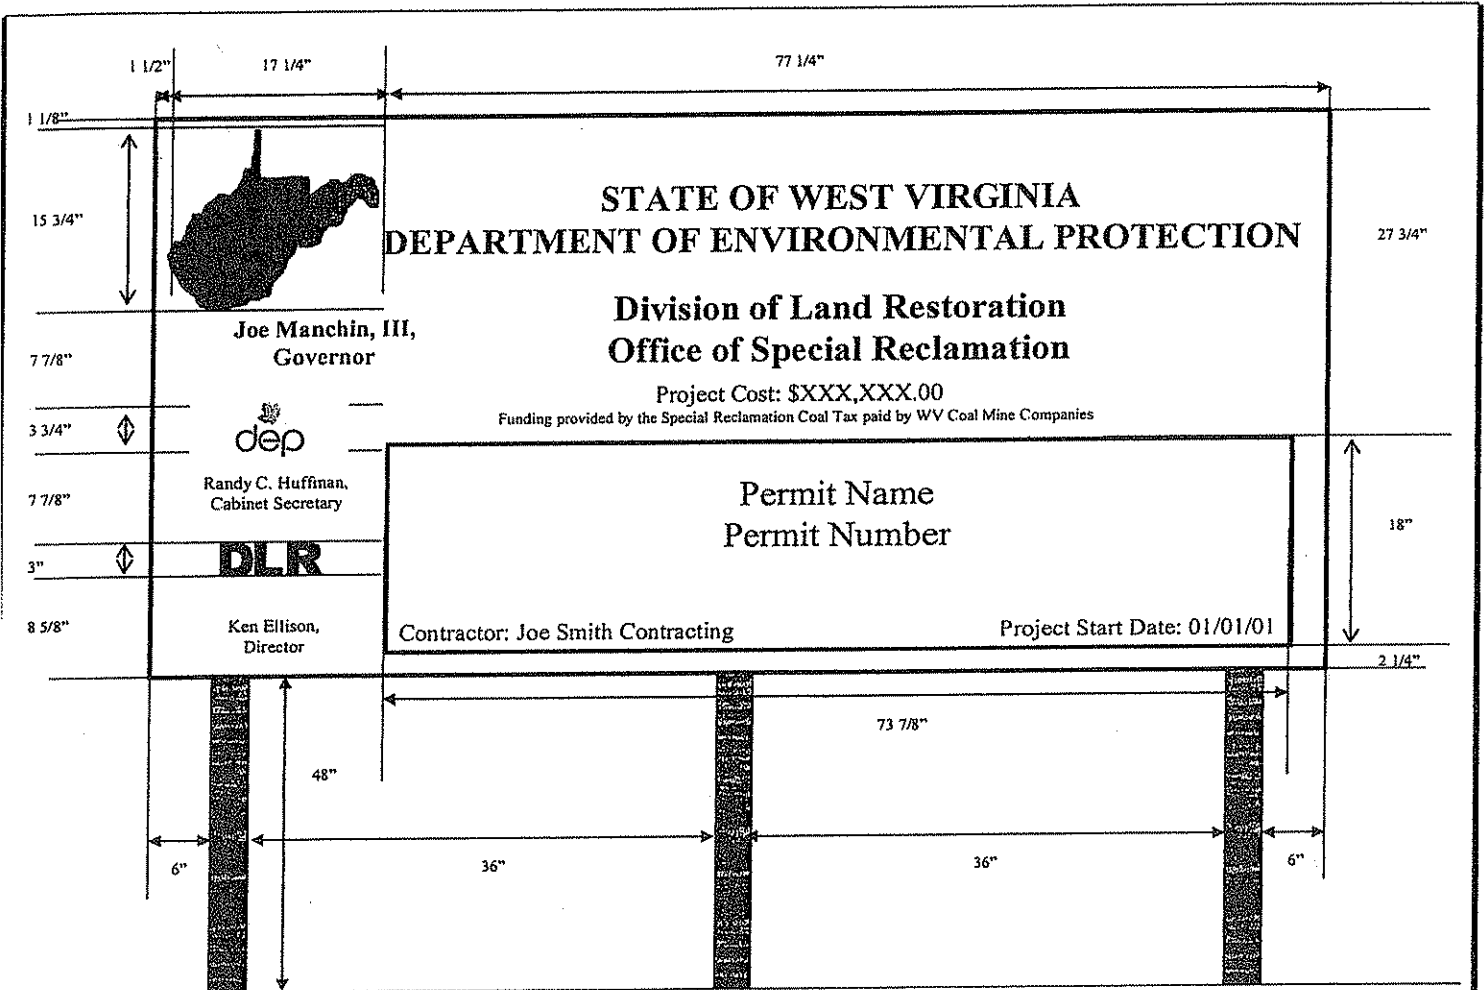 1 1/2” 17 1/4” 77 1/4”
1 1/8”
15 3/4”
STATE OF WEST VIRGINIA
DEPARTMENT OF ENVIRONMENTAL PROTECTION
27 3/4”
Division of Land Restoration
Office of Special Reclamation
Joe Manchin, III,
Governor
7 7/8”
Project Cost: $XXX,XXX.00
Funding provided by the Special Reclamation Coal Tax paid by WV Coal Mine Companies
3 3/4”
dep
Randy C. Huffman,
Cabinet Secretary
7 7/8”
Permit Name
Permit Number
18”
DLR
3”
8 5/8”
Ken Ellison,
Director
Contractor: Joe Smith Contracting Project Start Date: 01/01/01
2 1/4”
73 7/8”
48”
6” 36” 36” 6”